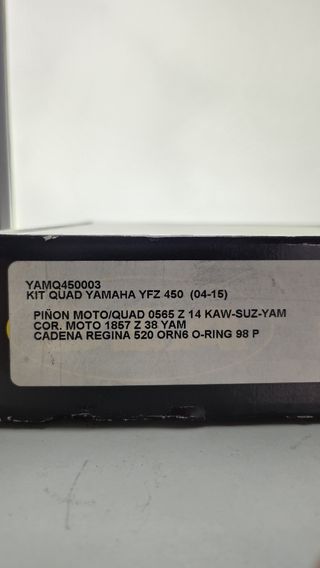 YAMQ450003
KIT QUAD YAMAHA YFZ 450 (04-15)
PIÑON MOTO/QUAD 0565 Z 14 KAW-SUZ-YAM
COR. MOTO 1857 Z 38 YAM
CADENA REGINA 520 ORN6 O-RING 98 P